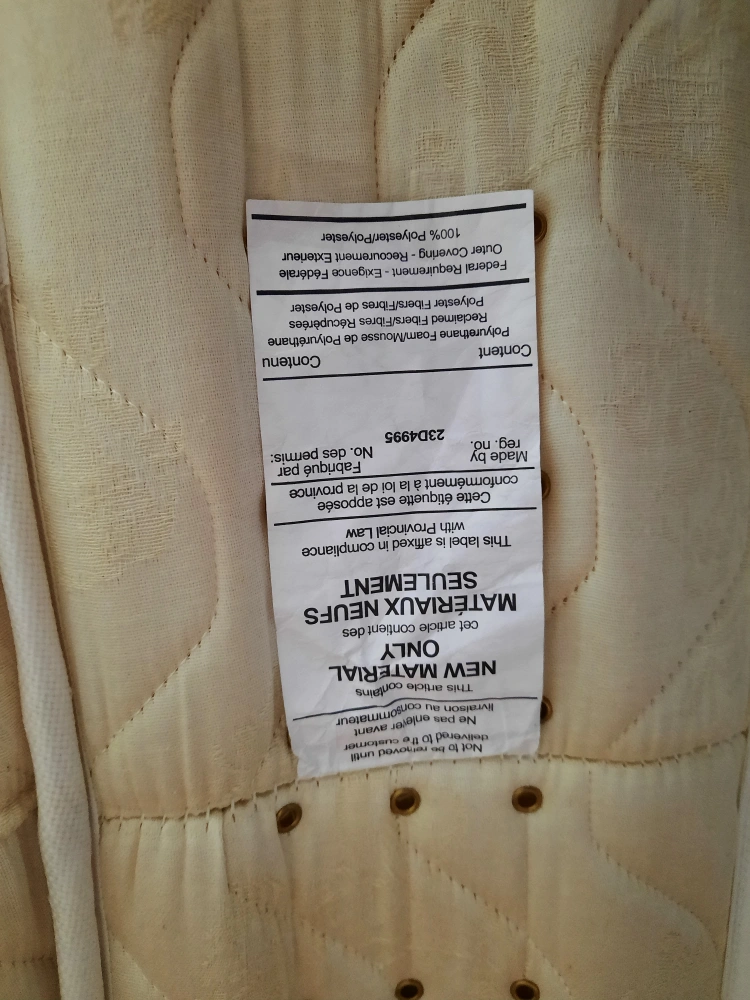 Not to be removed until
delivered to the customer
Ne pas enlever avant
livraison au consommateur
This article contains
NEW MATERIAL
ONLY
cet article contient des
MATÉRIAUX NEUFS
SEULEMENT
This label is affixed in compliance
with Provincial Law
Cette étiquette est apposée
conformément à la loi de la province
Made by Fabriqué par
reg. no. No. des permis:
23D4995
Content Contenu
Polyurethane Foam/Mousse de Polyuréthane
Reclaimed Fibers/Fibres Récupérées
Polyester Fiber/Fibres de Polyester
Federal Requirement - Exigence Fédérale
Outer Covering - Recourement Exterieur
100% Polyester/Polyester